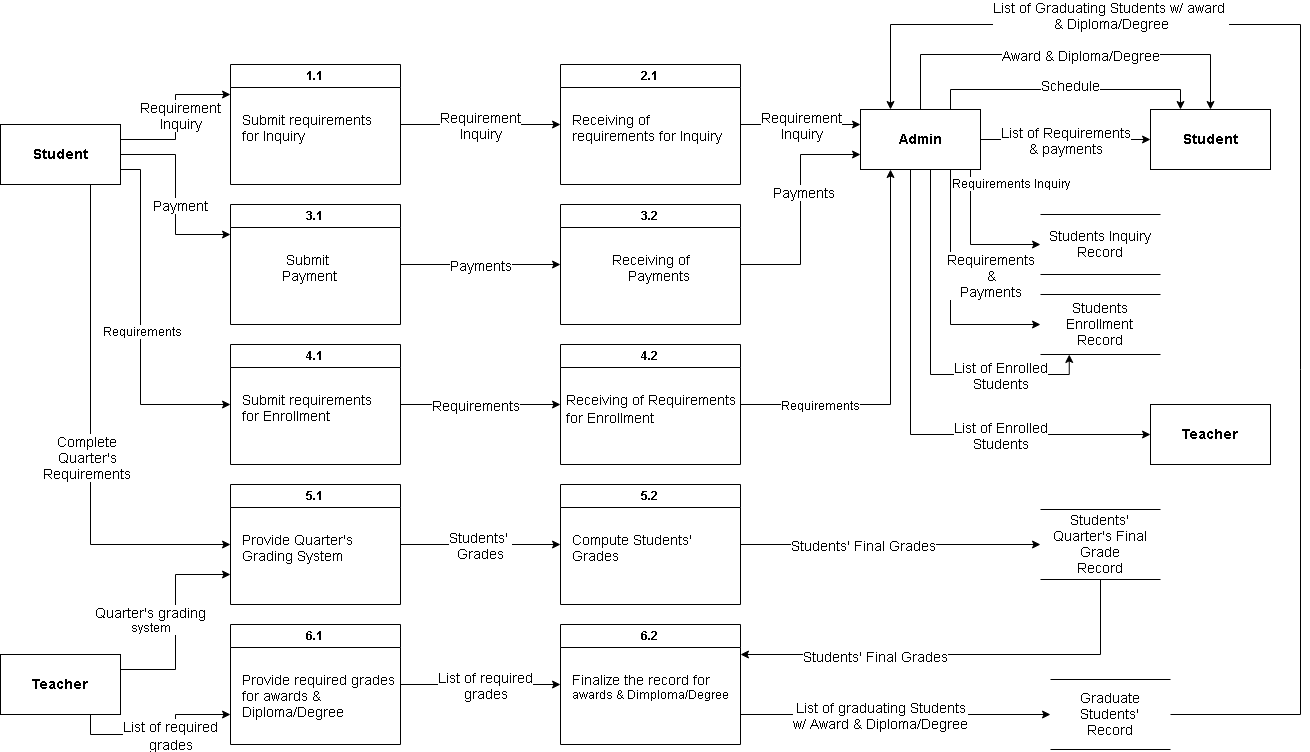 List of Graduating Students w/ award
& Diploma/Degree
Award & Diploma/Degree
Schedule
1.1
Submit requirements
for Inquiry
2.1
Receiving of
requirements for Inquiry
Requirement
Inquiry
Requirement
Inquiry
Requirement
Inquiry
Student
Admin
List of Requirements
& payments
Student
Requirements Inquiry
Payment
3.1
Submit
Payment
Payments
3.2
Receiving of
Payments
Payments
Students Inquiry
Record
Requirements
&
Payments
Students
Enrollment
Record
Requirements
4.1
Submit requirements
for Enrollment
Requirements
4.2
Receiving of Requirements
for Enrollment
Requirements
List of Enrolled
Students
List of Enrolled
Students
Teacher
Complete
Quarter's
Requirements
5.1
Provide Quarter's
Grading System
Students'
Grades
5.2
Compute Students'
Grades
Students' Final Grades
Students'
Quarter's Final
Grade
Record
Quarter's grading
system
Teacher
List of required
grades
6.1
Provide required grades
for awards &
Diploma/Degree
List of required
grades
6.2
Finalize the record for
awards & Dimploma/Degree
Students' Final Grades
List of graduating Students
w/ Award & Diploma/Degree
Graduate
Students'
Record